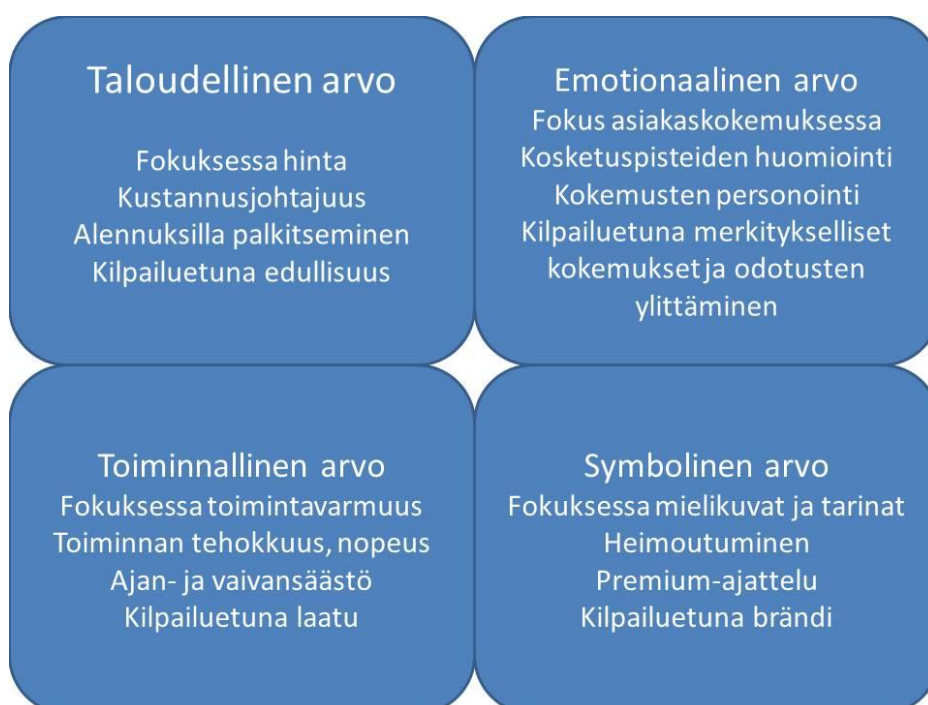 Taloudellinen arvo
Fokuksessa hinta
Kustannusjohtajuus
Alennuksilla palkitseminen
Kilpailuetuna edullisuus
Emotionaalinen arvo
Fokus asiakaskokemuksessa
Kosketuspisteiden huomiointi
Kokemusten personointi
Kilpailuetuna merkitykselliset
kokemukset ja odotusten
ylittäminen
Toiminnallinen arvo
Fokuksessa toimintavarmuus
Toiminnan tehokkuus, nopeus
Ajan- ja vaivansäästö
Kilpailuetuna laatu
Symbolinen arvo
Fokuksessa mielikuvat ja tarinat
Heimoutuminen
Premium-ajattelu
Kilpailuetuna brändi